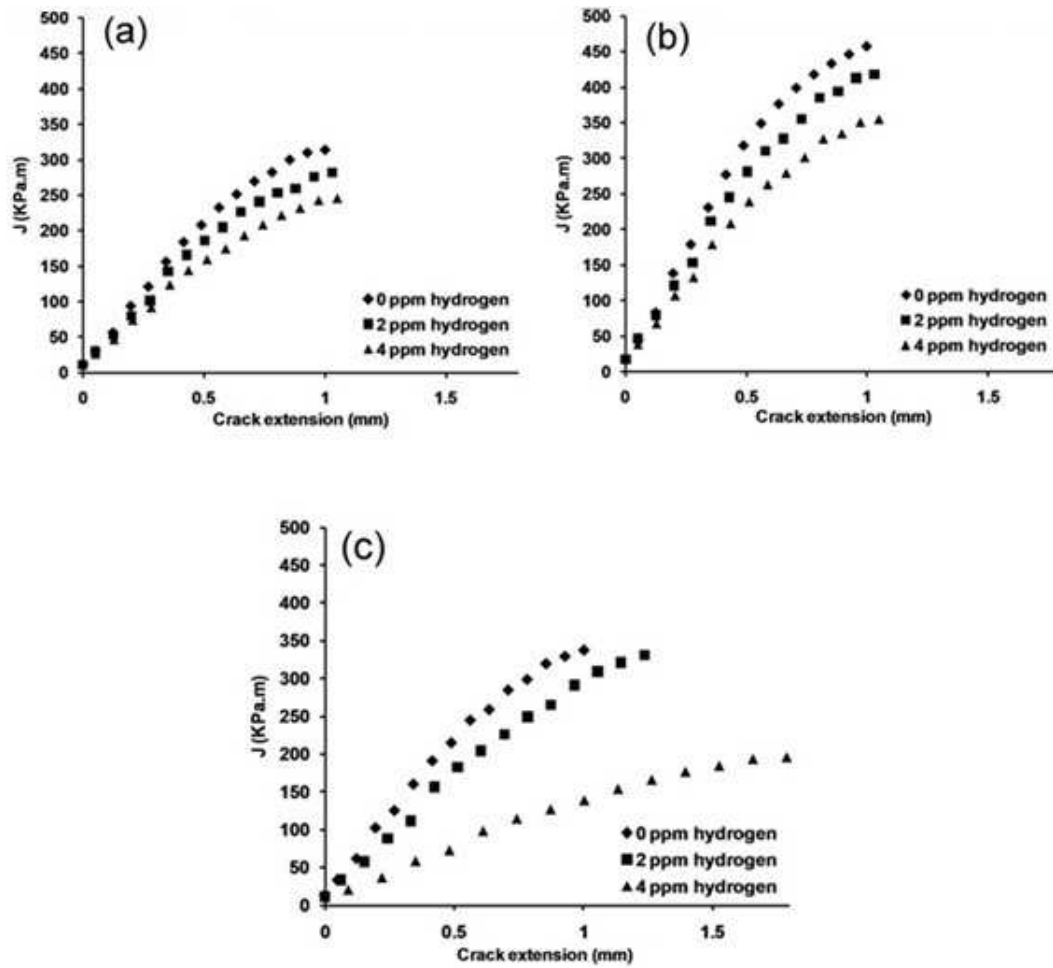 (a)
500
450
400
350
300
250
200
150
100
50
0
J (KPa.m)
0 ppm hydrogen
2 ppm hydrogen
4 ppm hydrogen
0 0.5 1 1.5
Crack extension (mm)
(b)
500
450
400
350
300
250
200
150
100
50
0
J (KPa.m)
0 ppm hydrogen
2 ppm hydrogen
4 ppm hydrogen
0 0.5 1 1.5
Crack extension (mm)
(c)
500
450
400
350
300
250
200
150
100
50
0
J (KPa.m)
0 ppm hydrogen
2 ppm hydrogen
4 ppm hydrogen
0 0.5 1 1.5
Crack extension (mm)